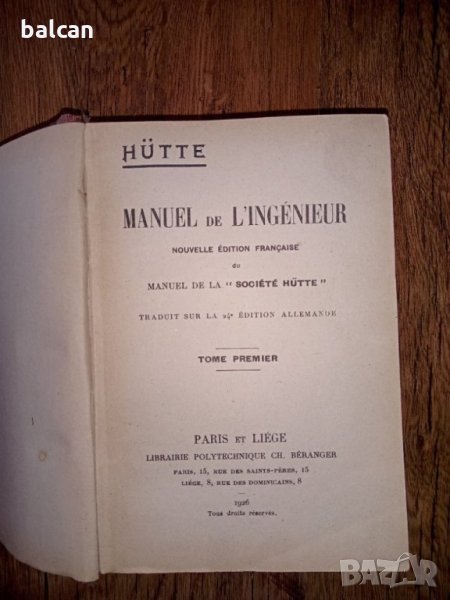 balcan
HÜTTE
MANUEL DE L'INGÉNIEUR
NOUVELLE ÉDITION FRANÇAISE
du
MANUEL DE LA “ SOCIÉTÉ HÜTTE ”
TRADUIT SUR LA 24e ÉDITION ALLEMANDE
TOME PREMIER
PARIS ET LIÉGE
LIBRAIRIE POLYTECHNIQUE CH. BÉRANGER
PARIS, 15, RUE DES SAINTS-PÈRES, 15
LIÉGE, 8, RUE DES DOMINICAINS, 8
1926
Tous droits réservés.
BAZAR